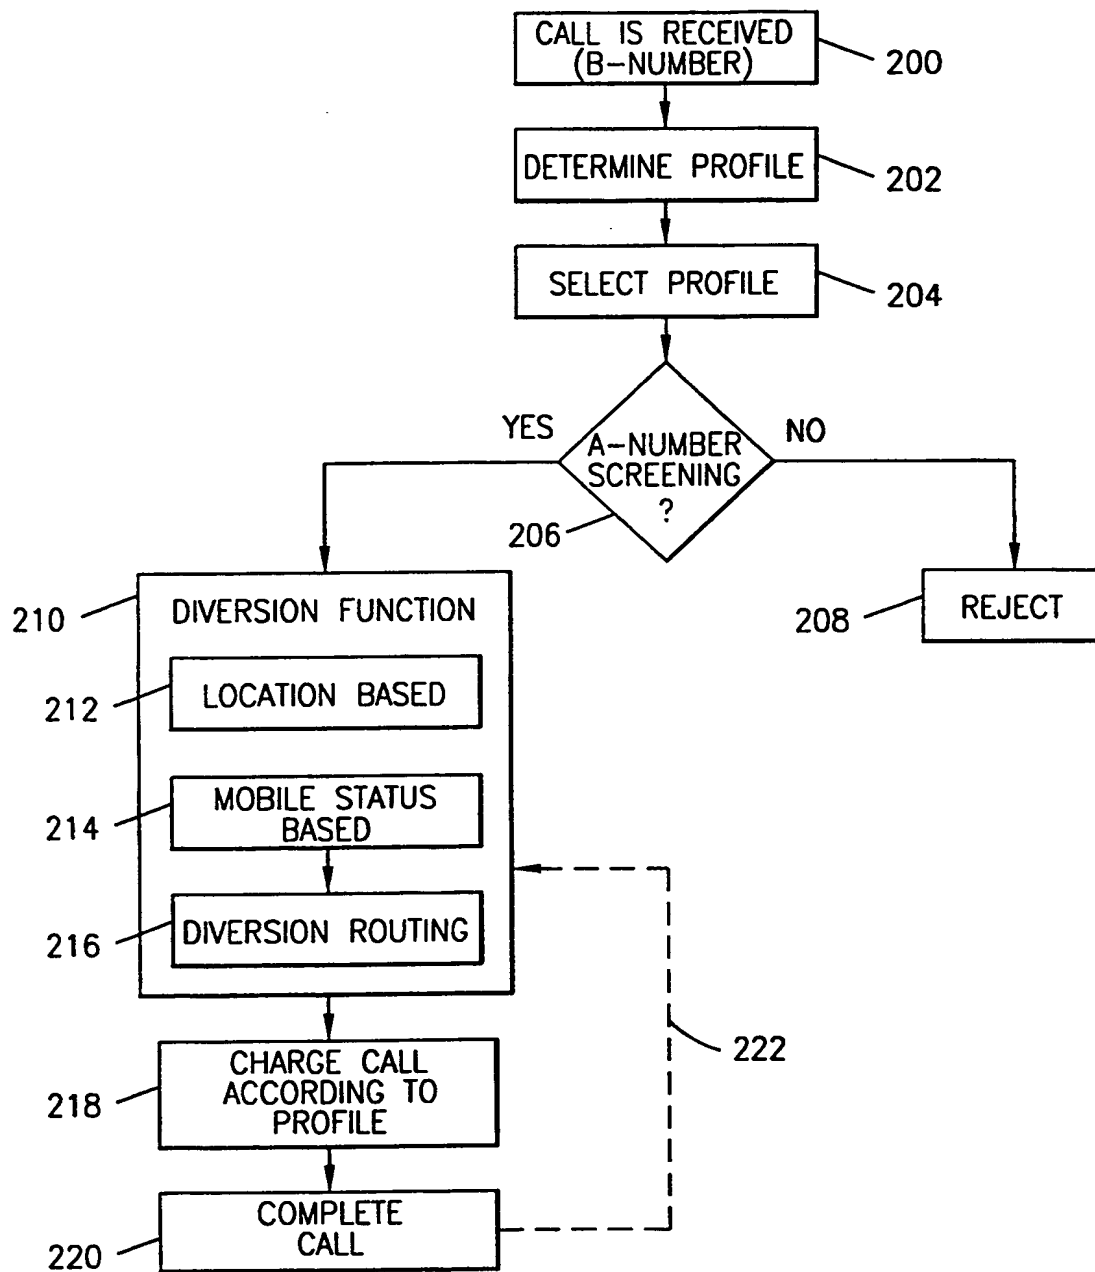 CALL IS RECEIVED
(B-NUMBER)
200
DETERMINE PROFILE
202
SELECT PROFILE
204
YES
NO
A-NUMBER
SCREENING
?
206
210
DIVERSION FUNCTION
208
REJECT
212
LOCATION BASED
214
MOBILE STATUS
BASED
216
DIVERSION ROUTING
222
218
CHARGE CALL
ACCORDING TO
PROFILE
220
COMPLETE
CALL